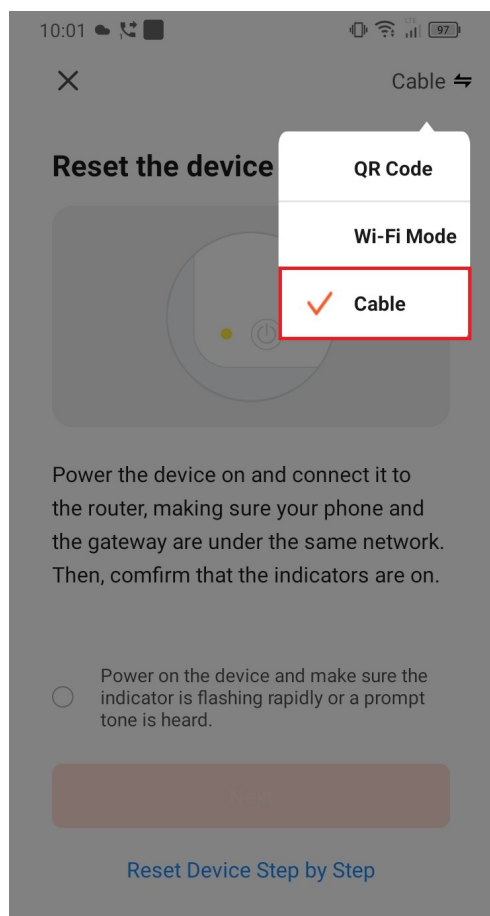 10:01
LTE
97
Cable
Reset the device
QR Code
Wi-Fi Mode
Cable
Power the device on and connect it to
the router, making sure your phone and
the gateway are under the same network.
Then, comfirm that the indicators are on.
Power on the device and make sure the
indicator is flashing rapidly or a prompt
tone is heard.
Next
Reset Device Step by Step